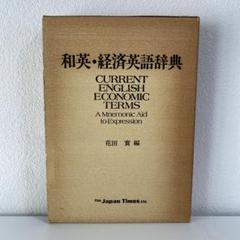 和英・経済英語辞典
CURRENT
ENGLISH
ECONOMIC
TERMS
A Mnemonic Aid
to Expression
花田 實 編
The Japan Times, Ltd.